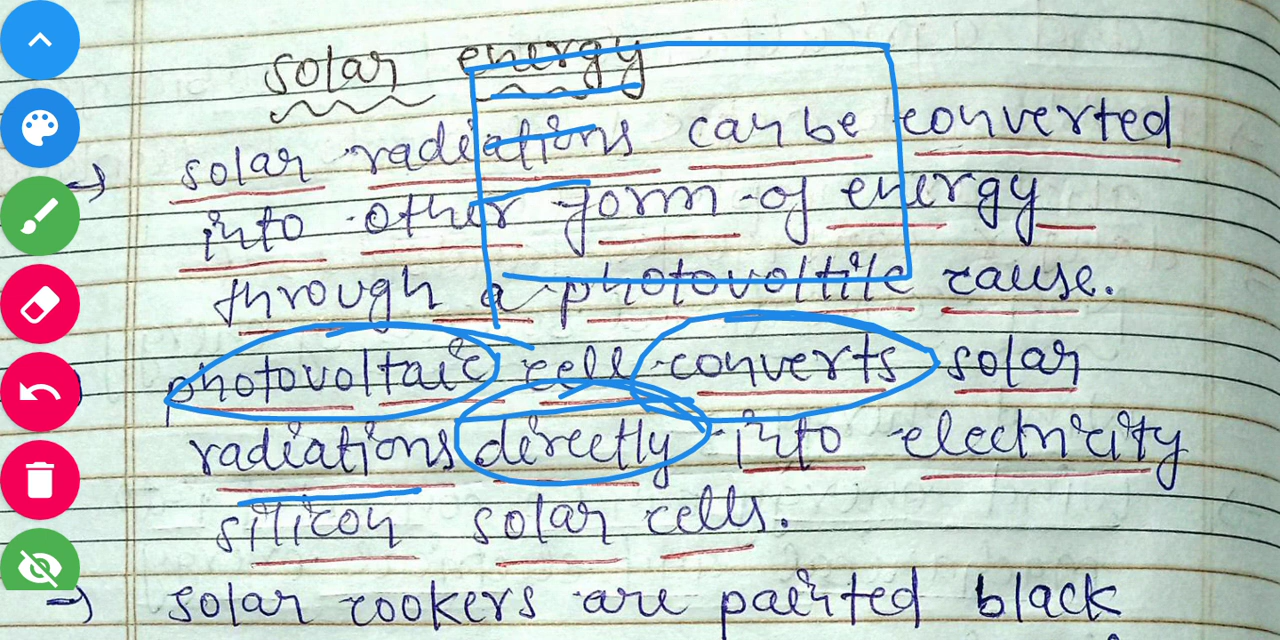 solar energy
→ solar radiations can be converted
into other form of energy
through a photovoltile cause.
photovoltaic cell converts solar
radiations directly into electricity
silicon solar cells.
→ solar cookers are painted black